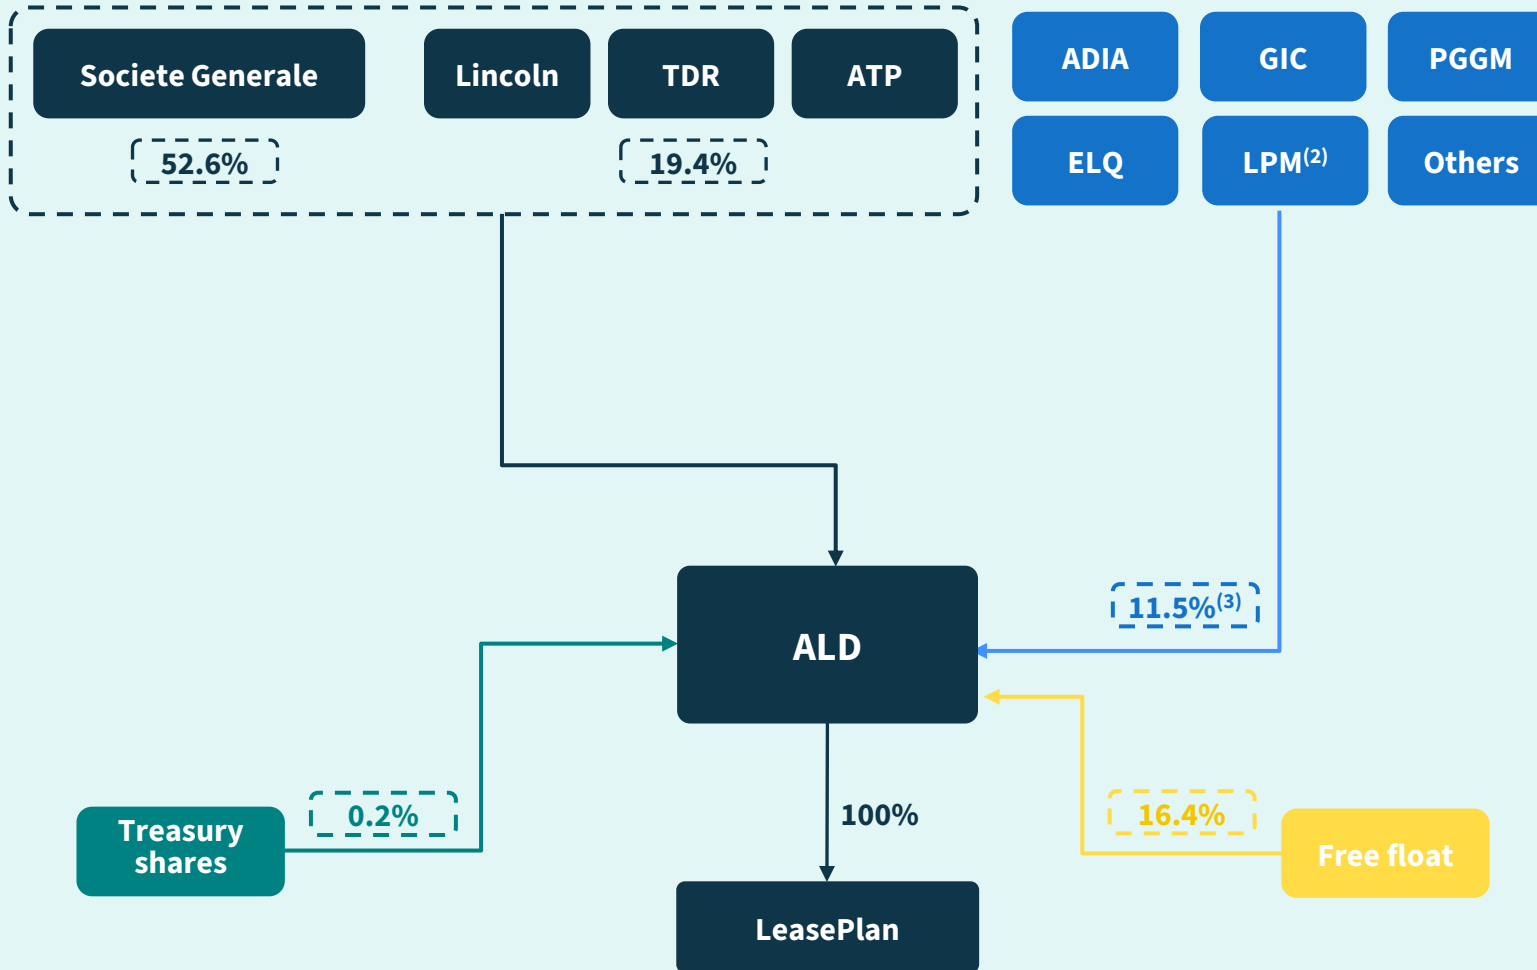 Societe Generale
Lincoln
TDR
ATP
52.6%
19.4%
ADIA
GIC
PGGM
ELQ
LPM(2)
Others
ALD
11.5%(3)
Treasury
shares
0.2%
100%
16.4%
Free float
LeasePlan